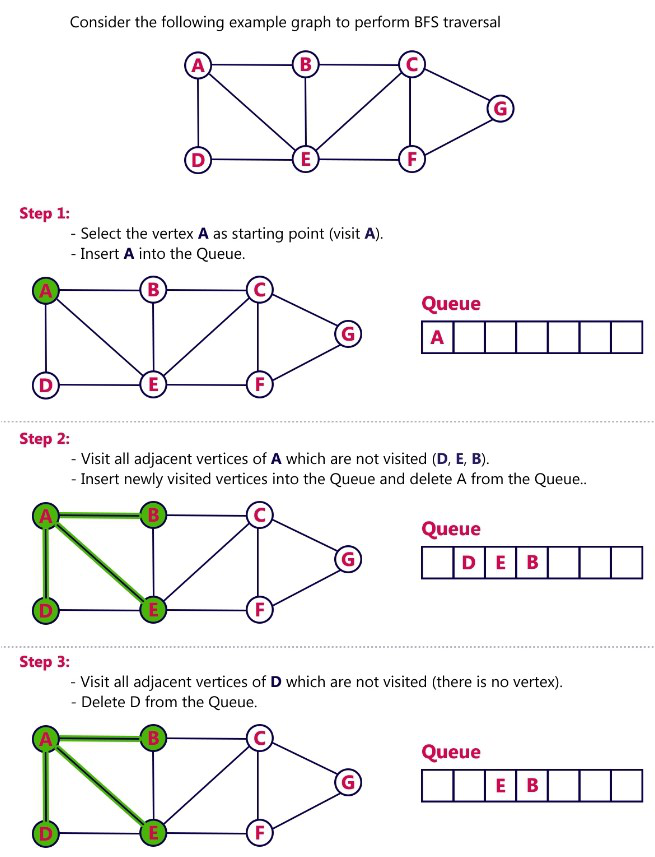 Consider the following example graph to perform BFS traversal
A B C
G
D E F
Step 1:
- Select the vertex A as starting point (visit A).
- Insert A into the Queue.
A B C
G
D E F
Queue
A
Step 2:
- Visit all adjacent vertices of A which are not visited (D, E, B).
- Insert newly visited vertices into the Queue and delete A from the Queue..
A B C
G
D E F
Queue
D E B
Step 3:
- Visit all adjacent vertices of D which are not visited (there is no vertex).
- Delete D from the Queue.
A B C
G
D E F
Queue
E B